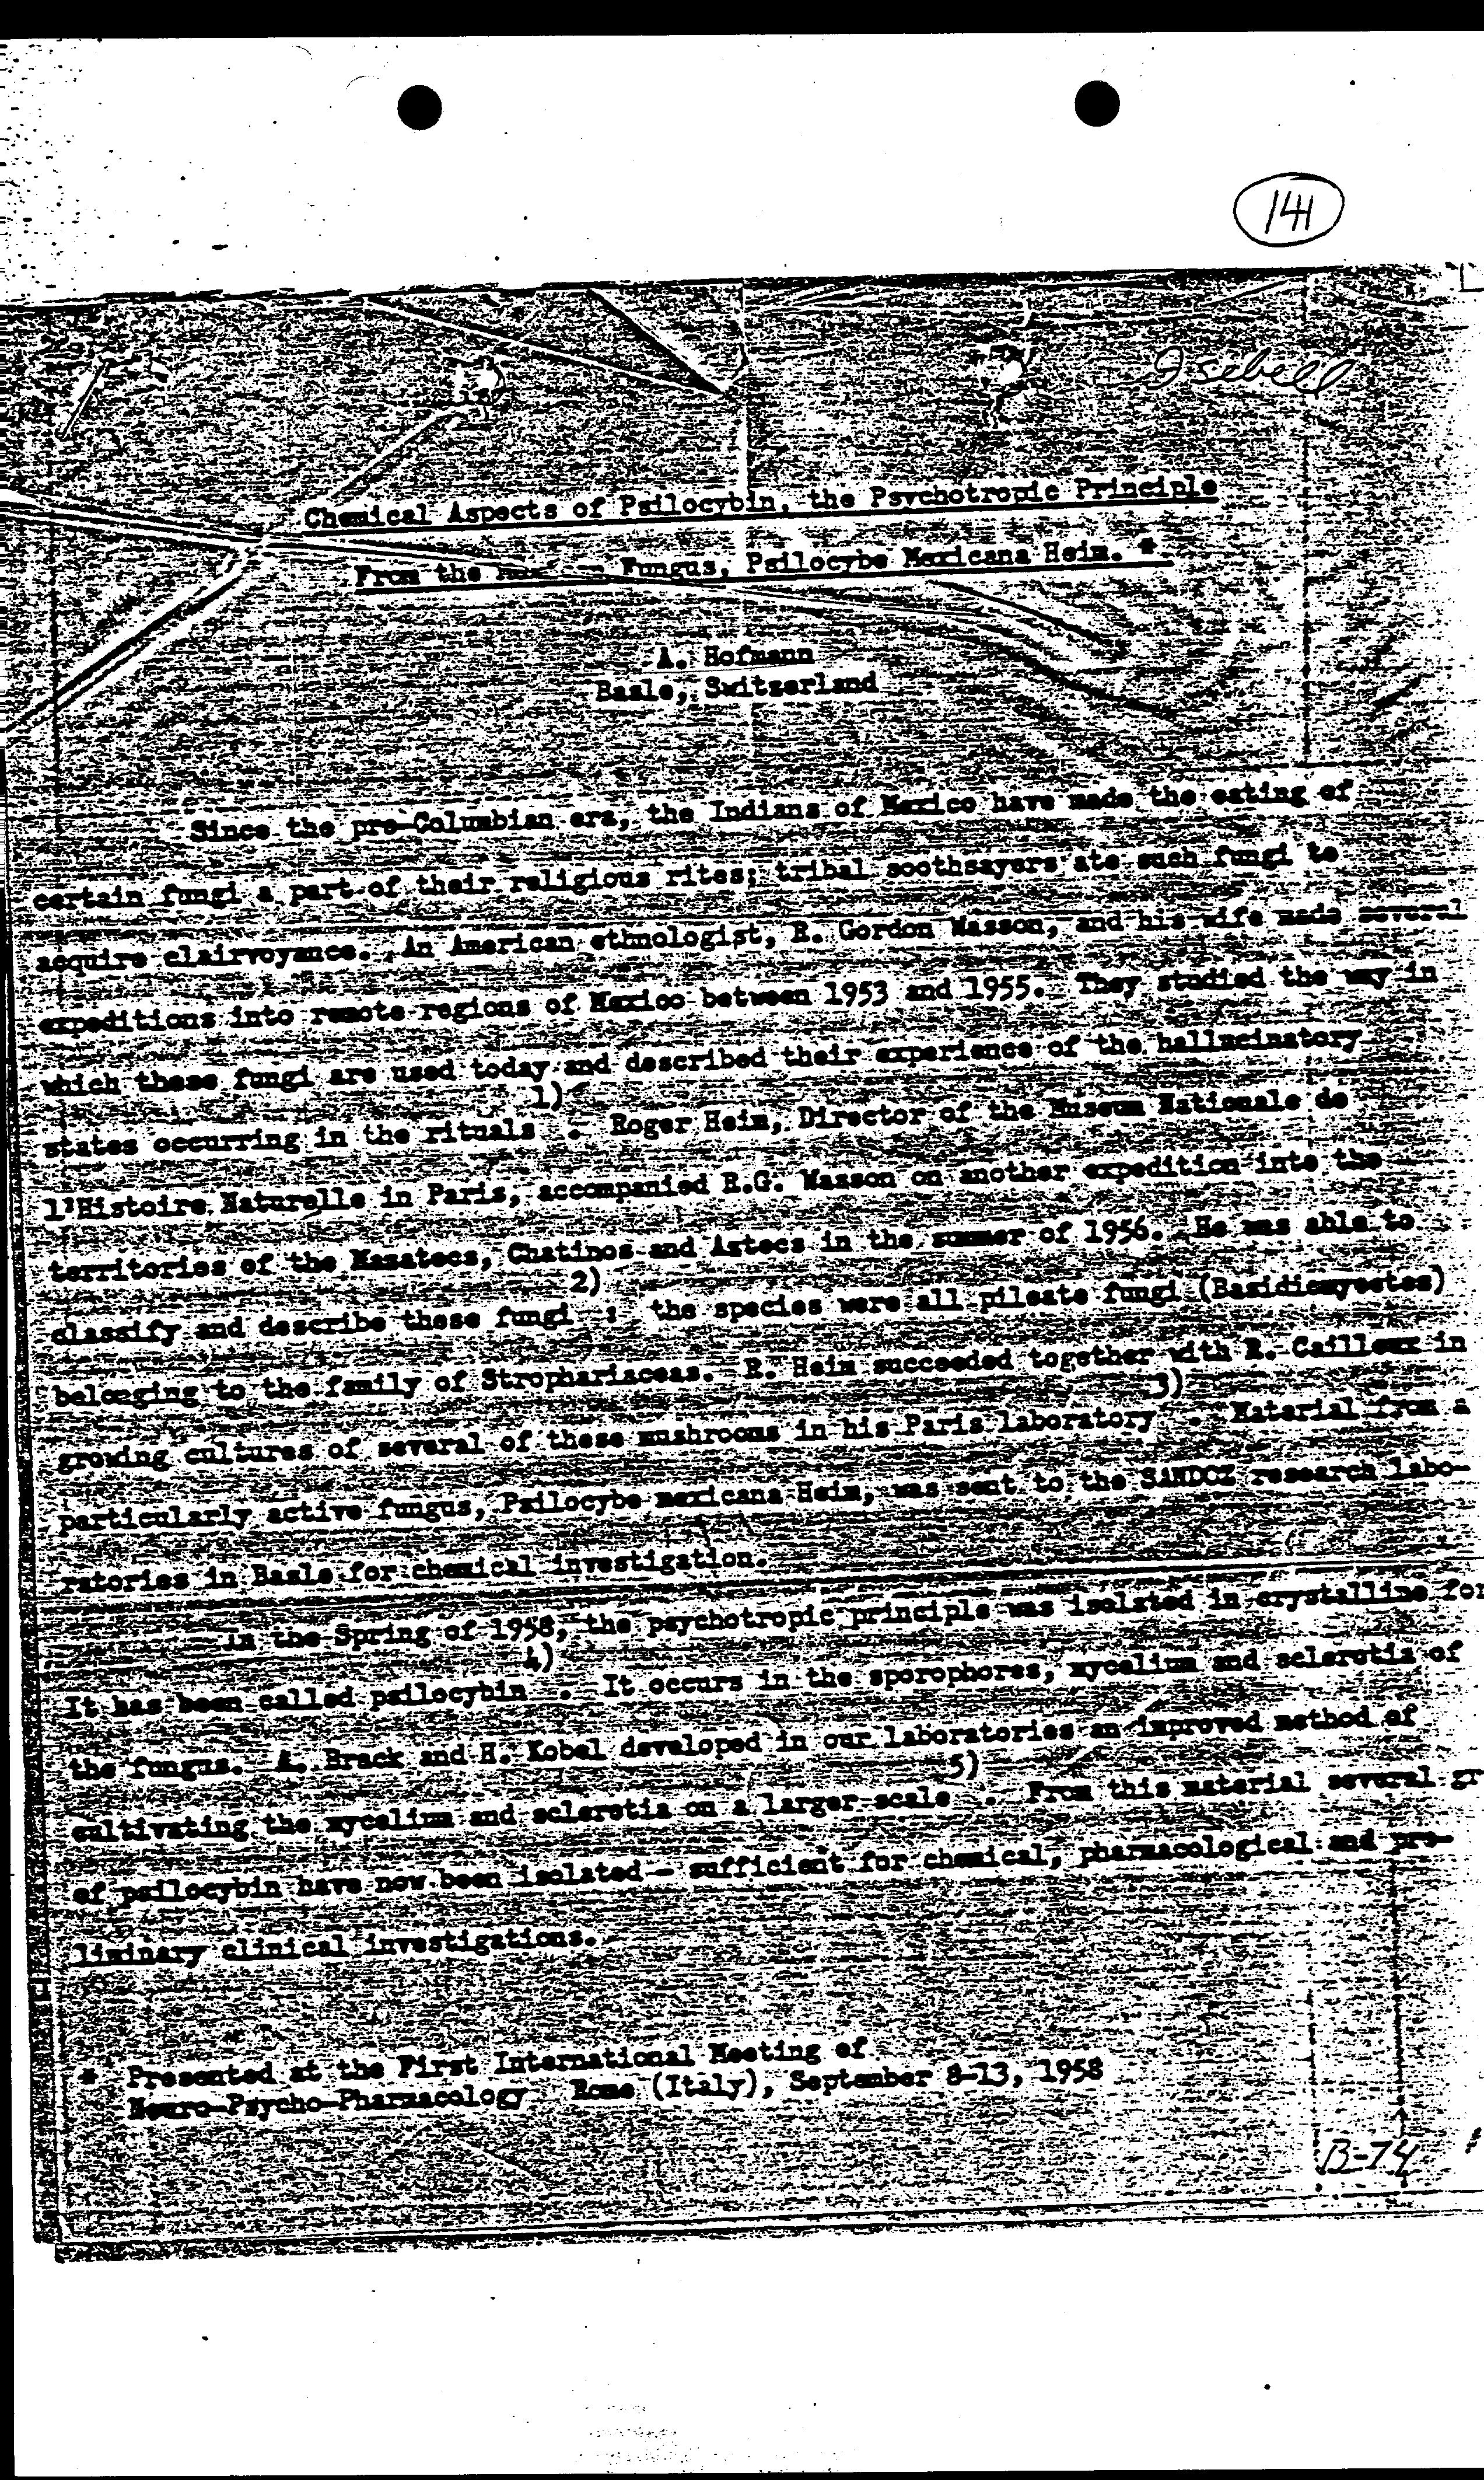 141
Isebell
Chemical Aspects of Psilocybin, the Psychotropic Principle
From the Fungus, Psilocybe Mexicana Heim. *
A. Hofmann
Basle, Switzerland
Since the pre-Columbian era, the Indians of Mexico have made the eating of
certain fungi a part of their religious rites; tribal soothsayers ate such fungi to
acquire clairvoyance. An American ethnologist, R. Gordon Wasson, and his wife made several
expeditions into remote regions of Mexico between 1953 and 1955. They studied the way in
which these fungi are used today and described their experience of the hallucinatory
states occurring in the rituals 1). Roger Heim, Director of the Museum Nationale de
l'Histoire Naturelle in Paris, accompanied R.G. Wasson on another expedition into the
territories of the Mazatecs, Chatinos and Aztecs in the summer of 1956. He was able to
classify and describe these fungi 2): the species were all pileate fungi (Basidiomycetes)
belonging to the family of Strophariaceas. R. Heim succeeded together with R. Cailleux in
growing cultures of several of these mushrooms in his Paris laboratory 3). Material from a
particularly active fungus, Psilocybe mexicana Heim, was sent to the SANDOZ research labo-
ratories in Basle for chemical investigation.
In the Spring of 1958, the psychotropic principle was isolated in crystalline for
It has been called psilocybin 4). It occurs in the sporophores, mycelium and sclerotia of
the fungus. A. Brack and H. Kobel developed in our laboratories an improved method of
cultivating the mycelium and sclerotia on a larger scale 5). From this material several gr
of psilocybin have now been isolated - sufficient for chemical, pharmacological and pre-
liminary clinical investigations.
* Presented at the First International Meeting of
Neuro-Psycho-Pharmacology Rome (Italy), September 8-13, 1958
B-74